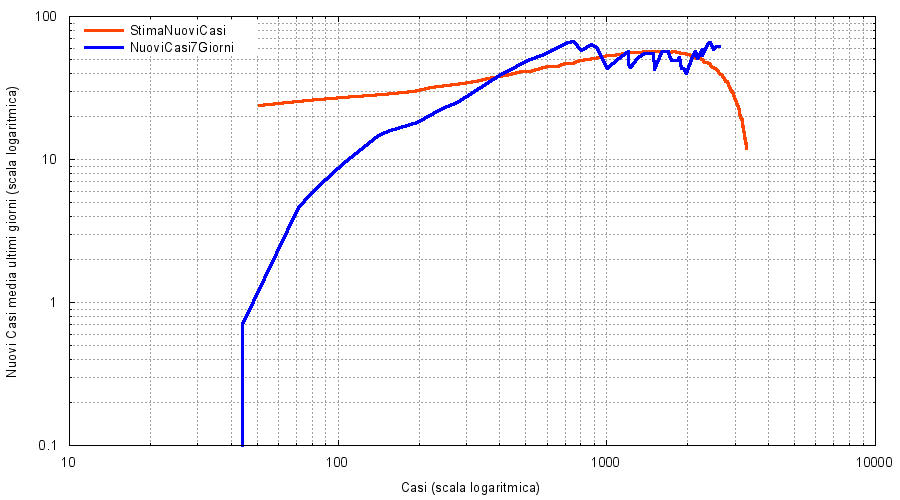 StimaNuoviCasi
NuoviCasi7Giorni
Nuovi Casi media ultimi giorni (scala logaritmica)
100
10
1
0.1
10
100
1000
10000
Casi (scala logaritmica)